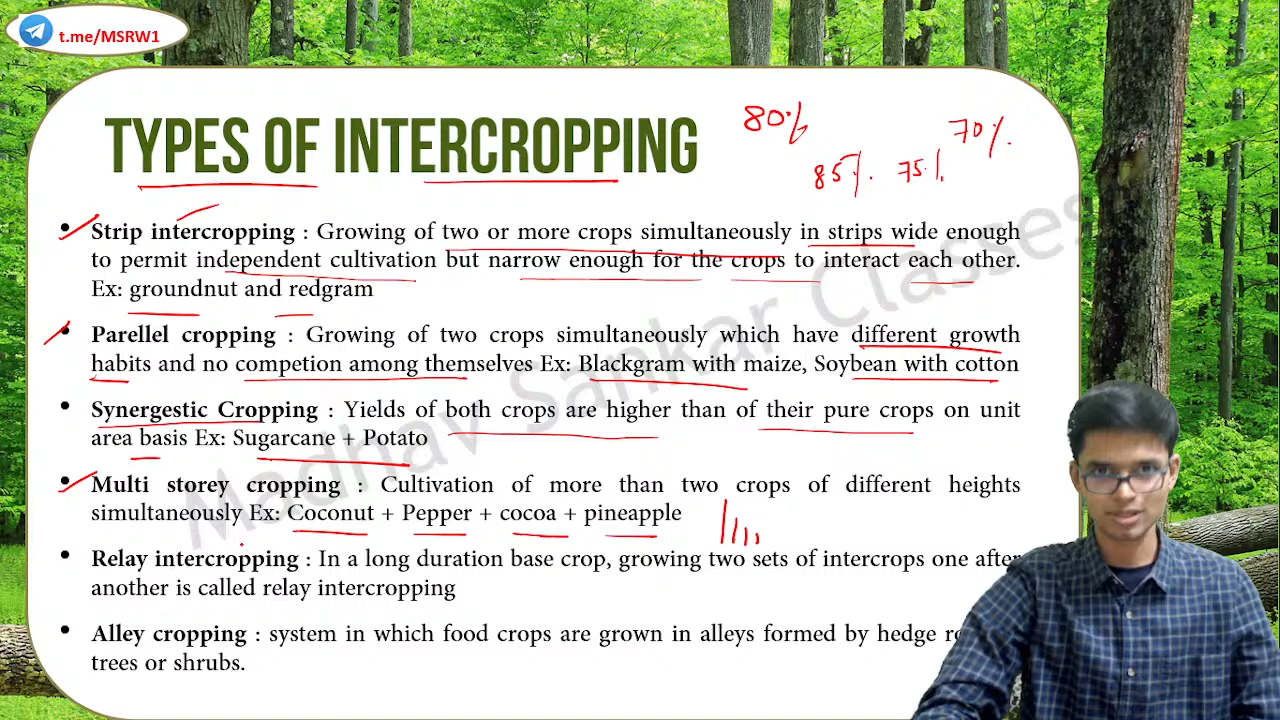 t.me/MSRW1
TYPES OF INTERCROPPING
80%
85%. 75%
70%.
• Strip intercropping : Growing of two or more crops simultaneously in strips wide enough
to permit independent cultivation but narrow enough for the crops to interact each other.
Ex: groundnut and redgram
• Parellel cropping : Growing of two crops simultaneously which have different growth
habits and no competion among themselves Ex: Blackgram with maize, Soybean with cotton
• Synergestic Cropping : Yields of both crops are higher than of their pure crops on unit
area basis Ex: Sugarcane + Potato
• Multi storey cropping : Cultivation of more than two crops of different heights
simultaneously Ex: Coconut + Pepper + cocoa + pineapple
• Relay intercropping : In a long duration base crop, growing two sets of intercrops one after
another is called relay intercropping
• Alley cropping : system in which food crops are grown in alleys formed by hedge
trees or shrubs.
Madhav Sankar Classes